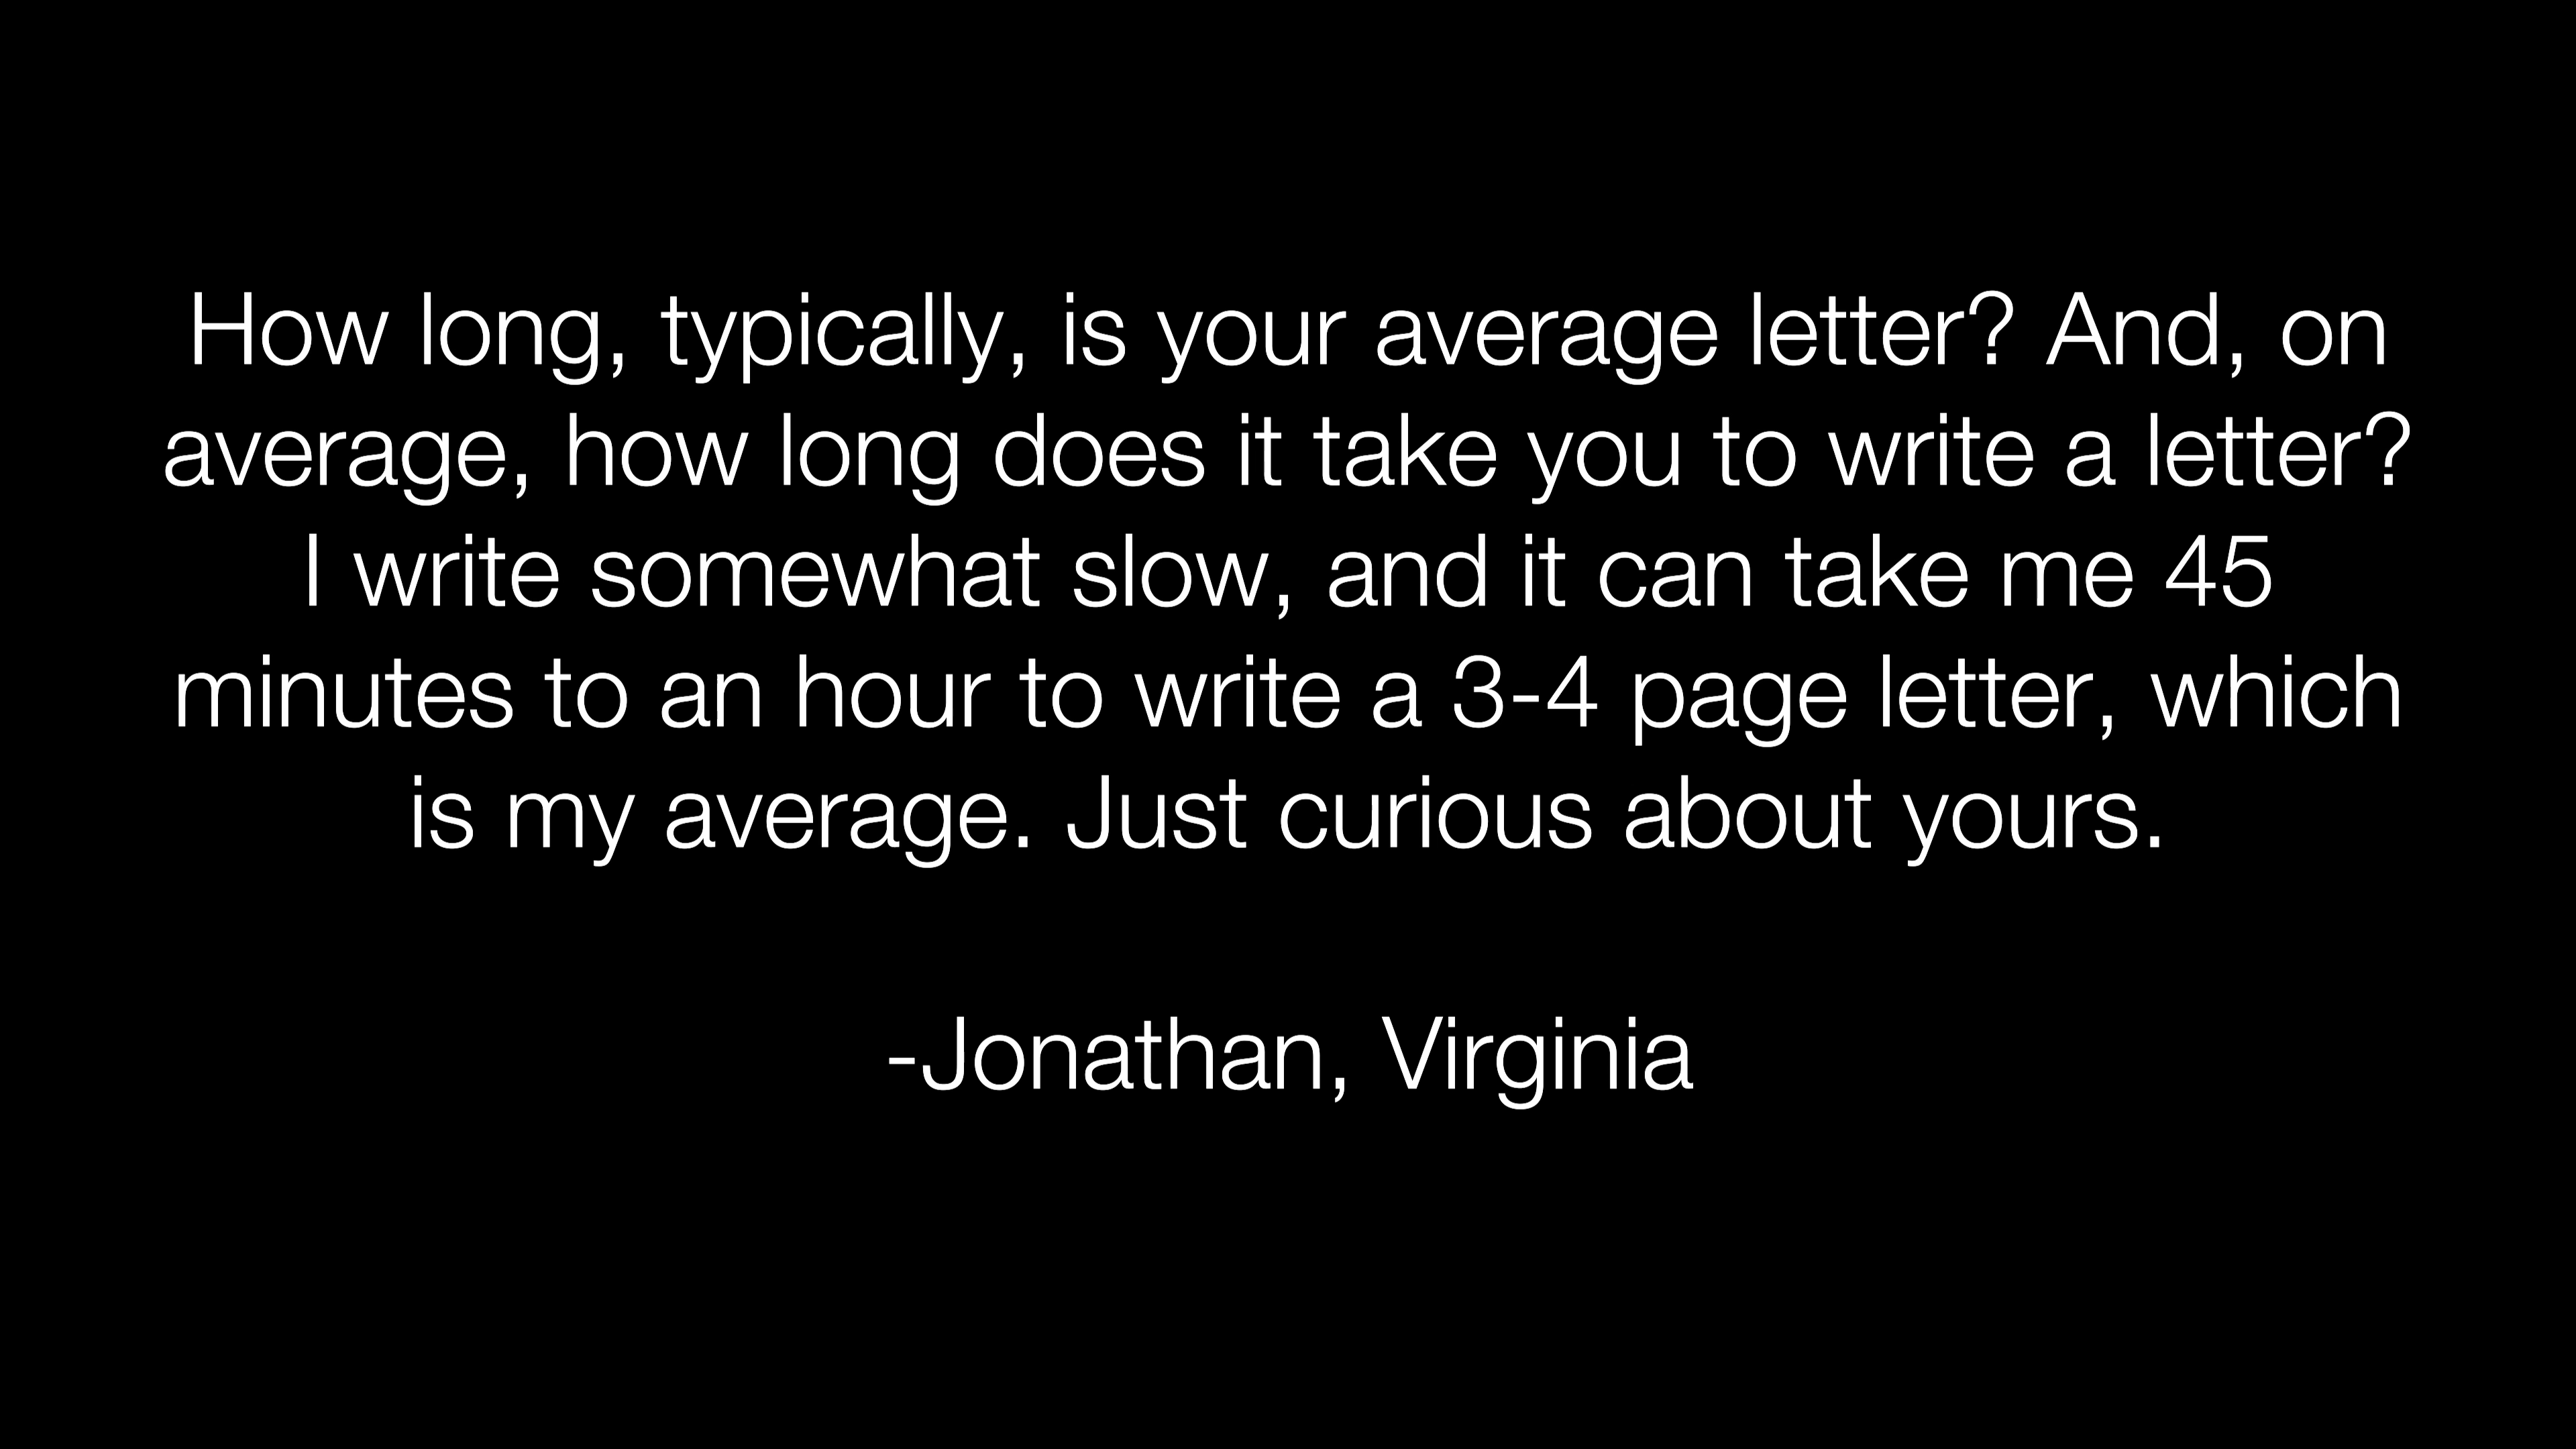 How long, typically, is your average letter? And, on
average, how long does it take you to write a letter?
I write somewhat slow, and it can take me 45
minutes to an hour to write a 3-4 page letter, which
is my average. Just curious about yours.
-Jonathan, Virginia